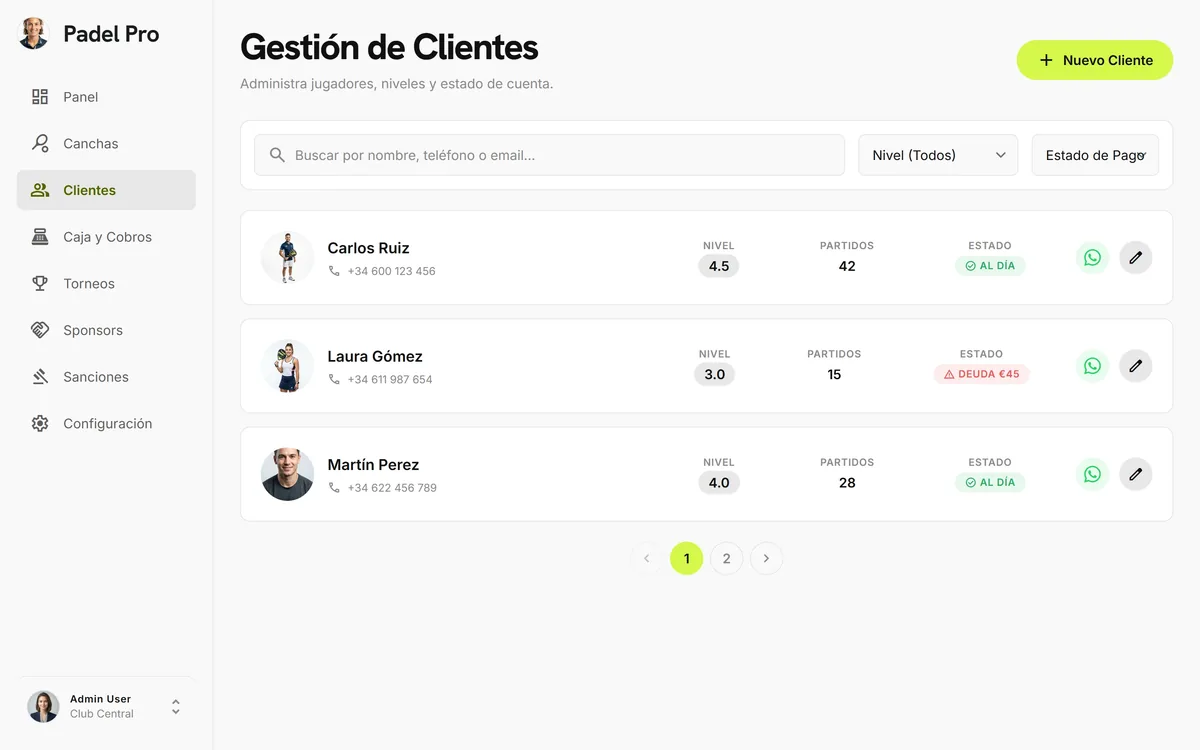 Padel Pro
Panel
Canchas
Clientes
Caja y Cobros
Torneos
Sponsors
Sanciones
Configuración
Admin User
Club Central
Gestión de Clientes
Administra jugadores, niveles y estado de cuenta.
Nuevo Cliente
Buscar por nombre, teléfono o email...
Nivel (Todos)
Estado de Pago
Carlos Ruiz
+34 600 123 456
NIVEL
4.5
PARTIDOS
42
ESTADO
AL DÍA
Laura Gómez
+34 611 987 654
NIVEL
3.0
PARTIDOS
15
ESTADO
DEUDA €45
Martín Perez
+34 622 456 789
NIVEL
4.0
PARTIDOS
28
ESTADO
AL DÍA
1
2